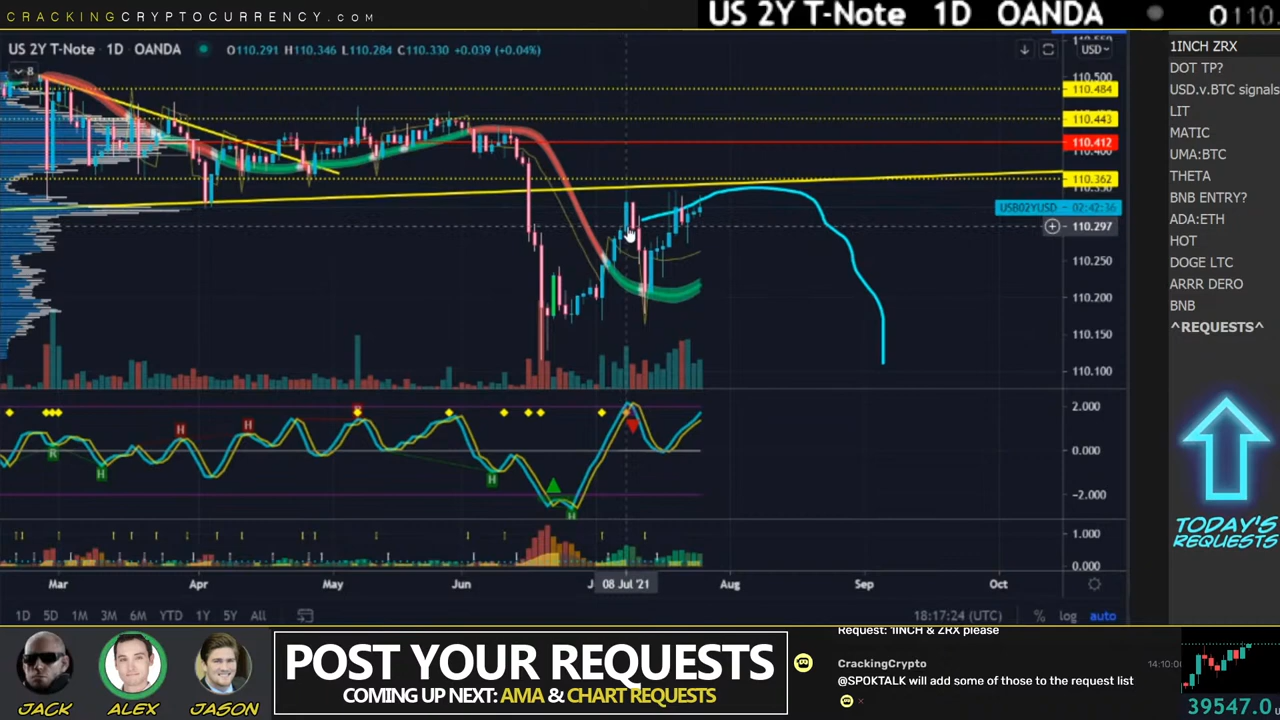 CRACKINGCRYPTOCURRENCY.com
US 2Y T-Note 1D OANDA
US 2Y T-Note · 1D · OANDA O110.291 H110.346 L110.284 C110.330 +0.039 (+0.04%)
USD
8
110.500
110.484
110.443
110.412
110.362
USB02YUSD 02:42:36
110.297
110.250
110.200
110.150
110.100
2.000
0.000
-2.000
1.000
0.000
R
H
H
H
H
H
Mar Apr May Jun 08 Jul '21 Aug Sep Oct
1D 5D 1M 3M 6M YTD 1Y 5Y All
18:17:24 (UTC) % log auto
1INCH ZRX
DOT TP?
USD.v.BTC signals
LIT
MATIC
UMA:BTC
THETA
BNB ENTRY?
ADA:ETH
HOT
DOGE LTC
ARRR DERO
BNB
^REQUESTS^
TODAY'S
REQUESTS
JACK
ALEX
JASON
POST YOUR REQUESTS
COMING UP NEXT: AMA & CHART REQUESTS
Request: 1INCH & ZRX please
CrackingCrypto
@SPOKTALK will add some of those to the request list
39547.0